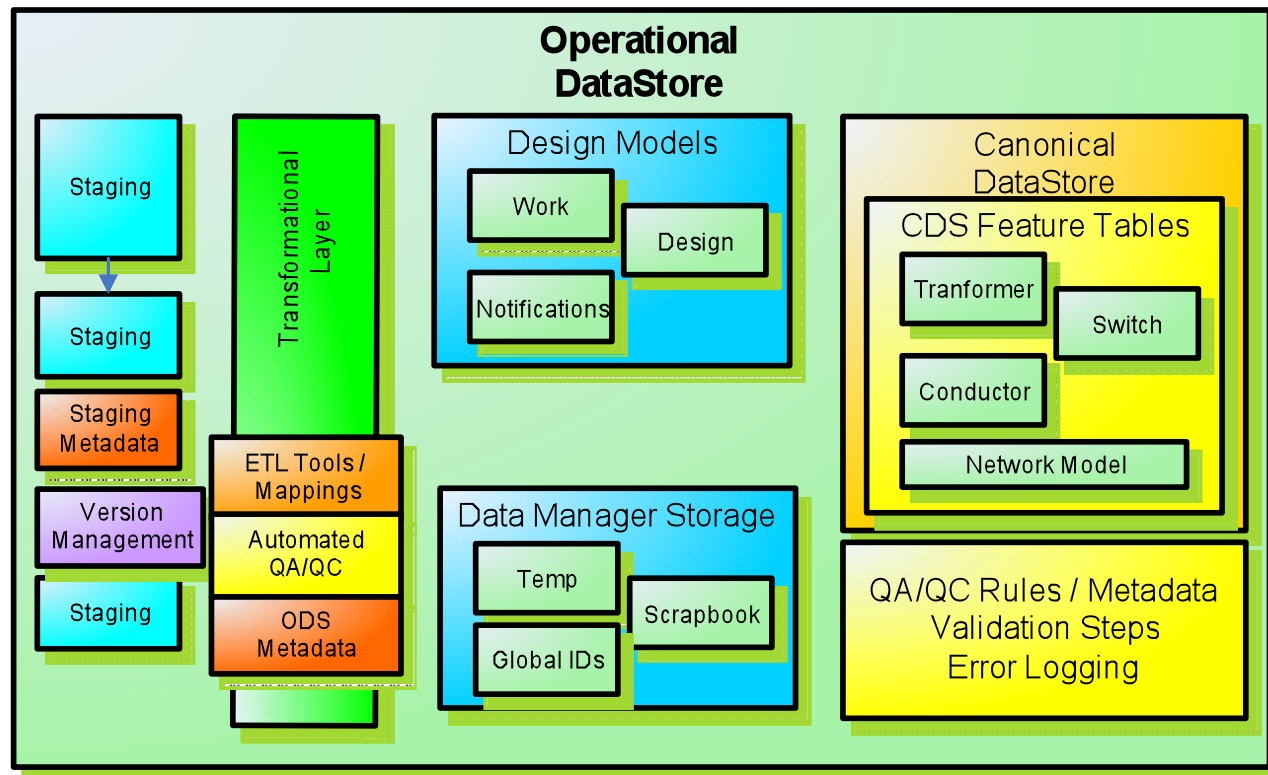 Operational
DataStore
Staging
Staging
Staging
Metadata
Version
Management
Staging
Transformational
Layer
ETL Tools /
Mappings
Automated
QA/QC
ODS
Metadata
Design Models
Work
Design
Notifications
Data Manager Storage
Temp
Scrapbook
Global IDs
Canonical
DataStore
CDS Feature Tables
Tranformer
Switch
Conductor
Network Model
QA/QC Rules / Metadata
Validation Steps
Error Logging